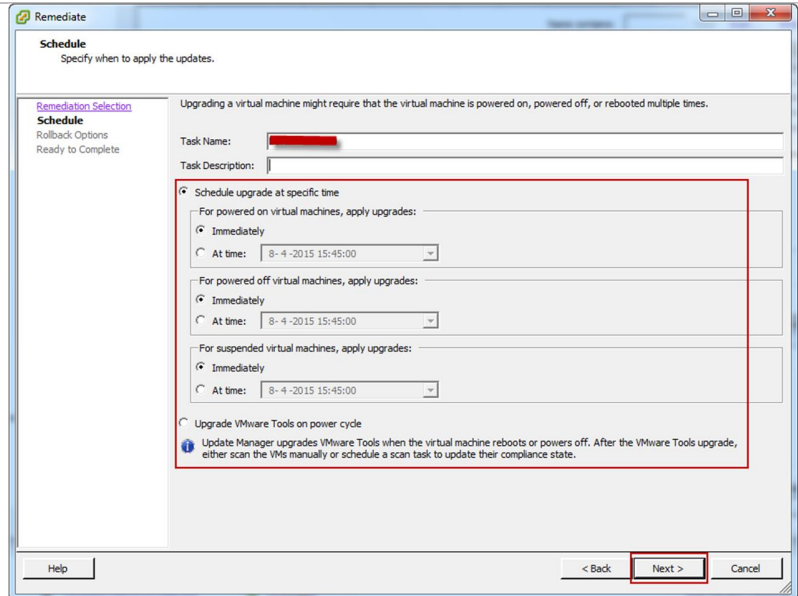 Remediate
Schedule
Specify when to apply the updates.
Remediation Selection
Schedule
Rollback Options
Ready to Complete
Upgrading a virtual machine might require that the virtual machine is powered on, powered off, or rebooted multiple times.
Task Name:
Task Description:
Schedule upgrade at specific time
For powered on virtual machines, apply upgrades:
Immediately
At time: 8- 4 -2015 15:45:00
For powered off virtual machines, apply upgrades:
Immediately
At time: 8- 4 -2015 15:45:00
For suspended virtual machines, apply upgrades:
Immediately
At time: 8- 4 -2015 15:45:00
Upgrade VMware Tools on power cycle
Update Manager upgrades VMware Tools when the virtual machine reboots or powers off. After the VMware Tools upgrade,
either scan the VMs manually or schedule a scan task to update their compliance state.
Help
< Back
Next >
Cancel